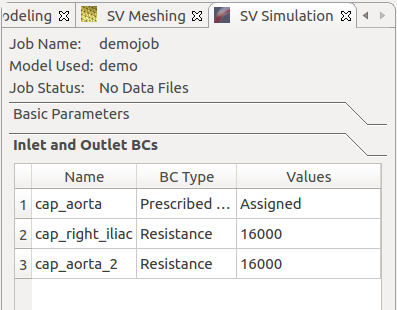 odeling SV Meshing SV Simulation
Job Name: demojob
Model Used: demo
Job Status: No Data Files
Basic Parameters
Inlet and Outlet BCs
Name BC Type Values
1 cap_aorta Prescribed ... Assigned
2 cap_right_iliac Resistance 16000
3 cap_aorta_2 Resistance 16000